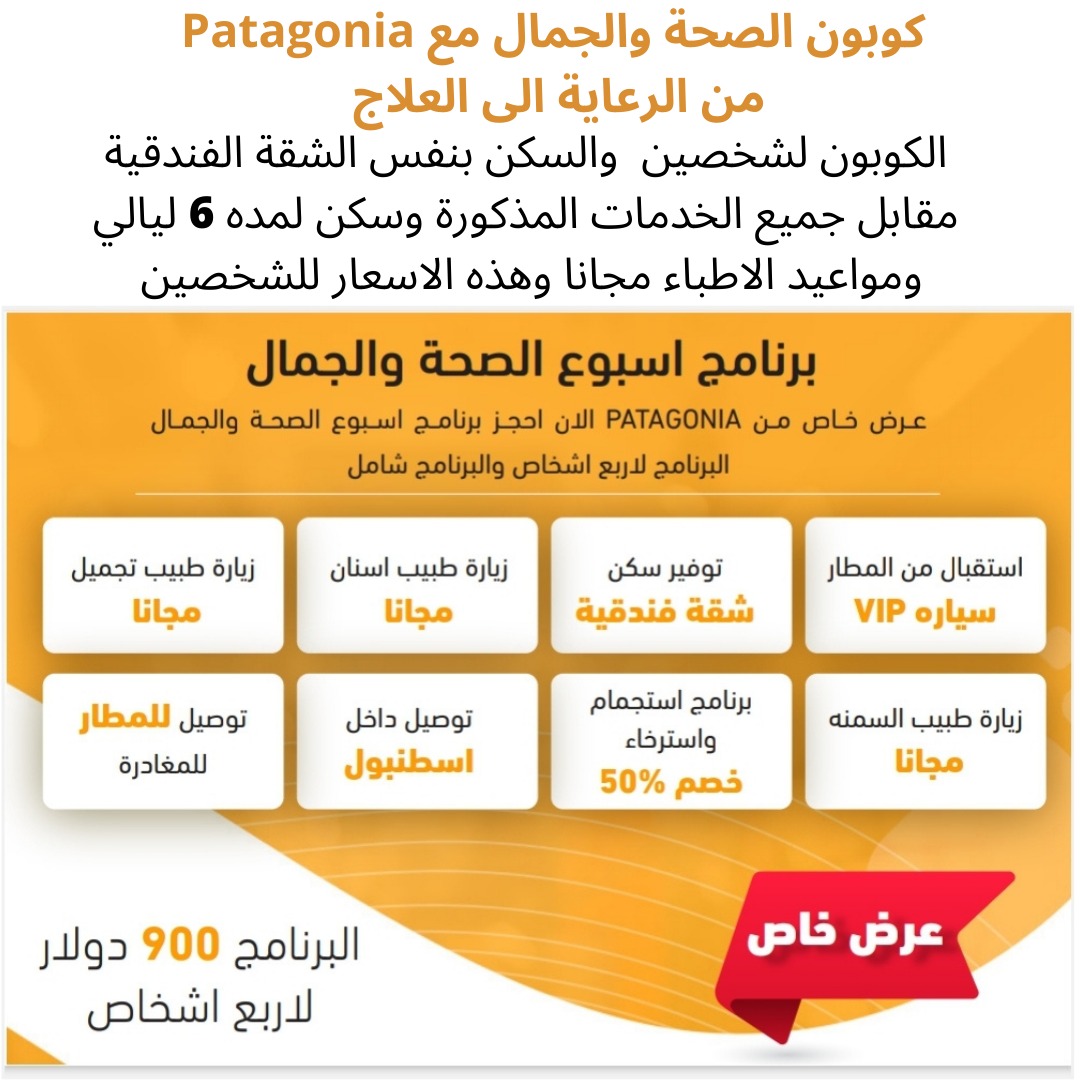 كوبون الصحة والجمال مع Patagonia
من الرعاية الى العلاج
الكوبون لشخصين والسكن بنفس الشقة الفندقية
مقابل جميع الخدمات المذكورة وسكن لمده 6 ليالي
ومواعيد الاطباء مجانا وهذه الاسعار للشخصين
برنامج اسبوع الصحة والجمال
عرض خاص من PATAGONIA الان احجز برنامج اسبوع الصحة والجمال
البرنامج لاربع اشخاص والبرنامج شامل
استقبال من المطار
سياره VIP
توفير سكن
شقة فندقية
زيارة طبيب اسنان
مجانا
زيارة طبيب تجميل
مجانا
زيارة طبيب السمنه
مجانا
برنامج استجمام
واسترخاء
خصم 50%
توصيل داخل
اسطنبول
توصيل للمطار
للمغادرة
عرض خاص
البرنامج 900 دولار
لاربع اشخاص